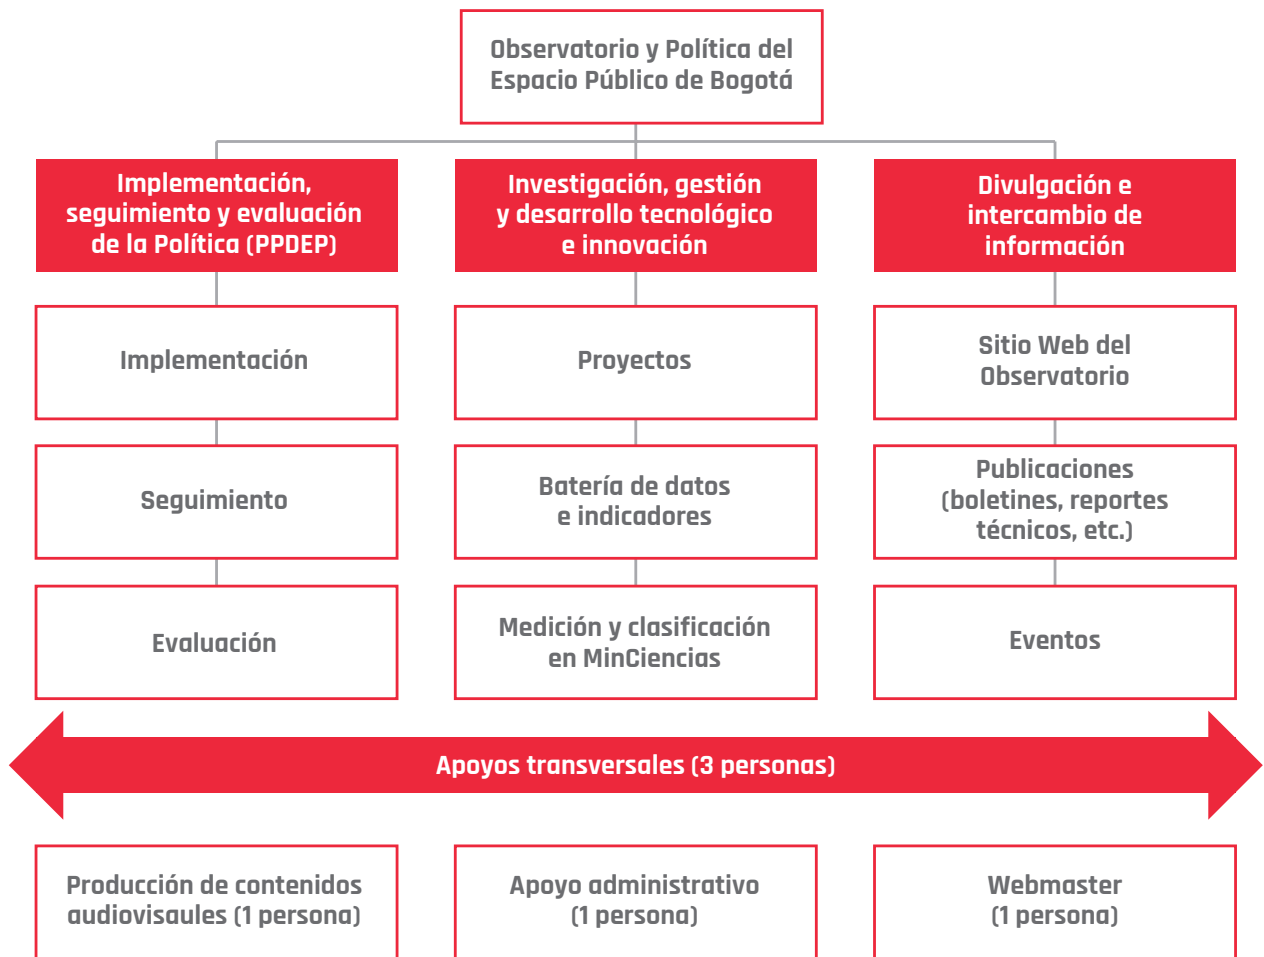 Observatorio y Política del
Espacio Público de Bogotá
Implementación,
seguimiento y evaluación
de la Política (PPDEP)
Investigación, gestión
y desarrollo tecnológico
e innovación
Divulgación e
intercambio de
información
Implementación
Proyectos
Sitio Web del
Observatorio
Seguimiento
Batería de datos
e indicadores
Publicaciones
(boletines, reportes
técnicos, etc.)
Evaluación
Medición y clasificación
en MinCiencias
Eventos
Apoyos transversales (3 personas)
Producción de contenidos
audiovisaules (1 persona)
Apoyo administrativo
(1 persona)
Webmaster
(1 persona)